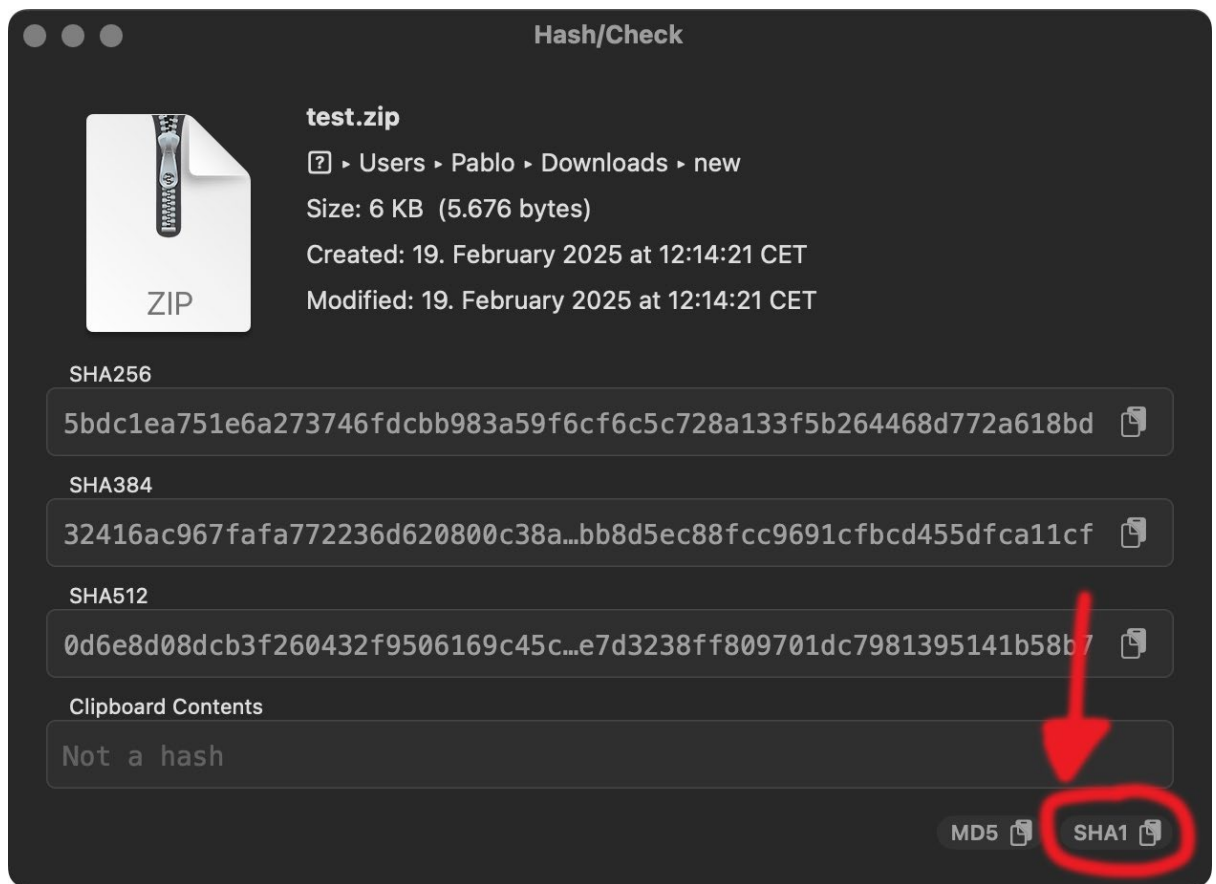 Hash/Check
test.zip
? ▸ Users ▸ Pablo ▸ Downloads ▸ new
Size: 6 KB (5.676 bytes)
Created: 19. February 2025 at 12:14:21 CET
Modified: 19. February 2025 at 12:14:21 CET
ZIP
SHA256
5bdc1ea751e6a273746fdcbb983a59f6cf6c5c728a133f5b264468d772a618bd
SHA384
32416ac967fafa772236d620800c38a…bb8d5ec88fcc9691cfbcd455dfca11cf
SHA512
0d6e8d08dcb3f260432f9506169c45c…e7d3238ff809701dc7981395141b58b7
Clipboard Contents
Not a hash
MD5 SHA1